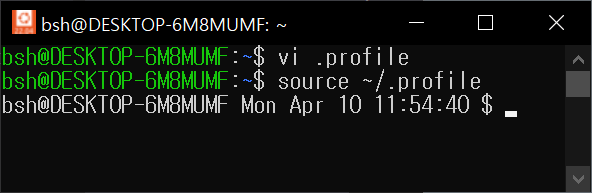 bsh@DESKTOP-6M8MUMF: ~
bsh@DESKTOP-6M8MUMF:~$ vi .profile
bsh@DESKTOP-6M8MUMF:~$ source ~/.profile
bsh@DESKTOP-6M8MUMF Mon Apr 10 11:54:40 $